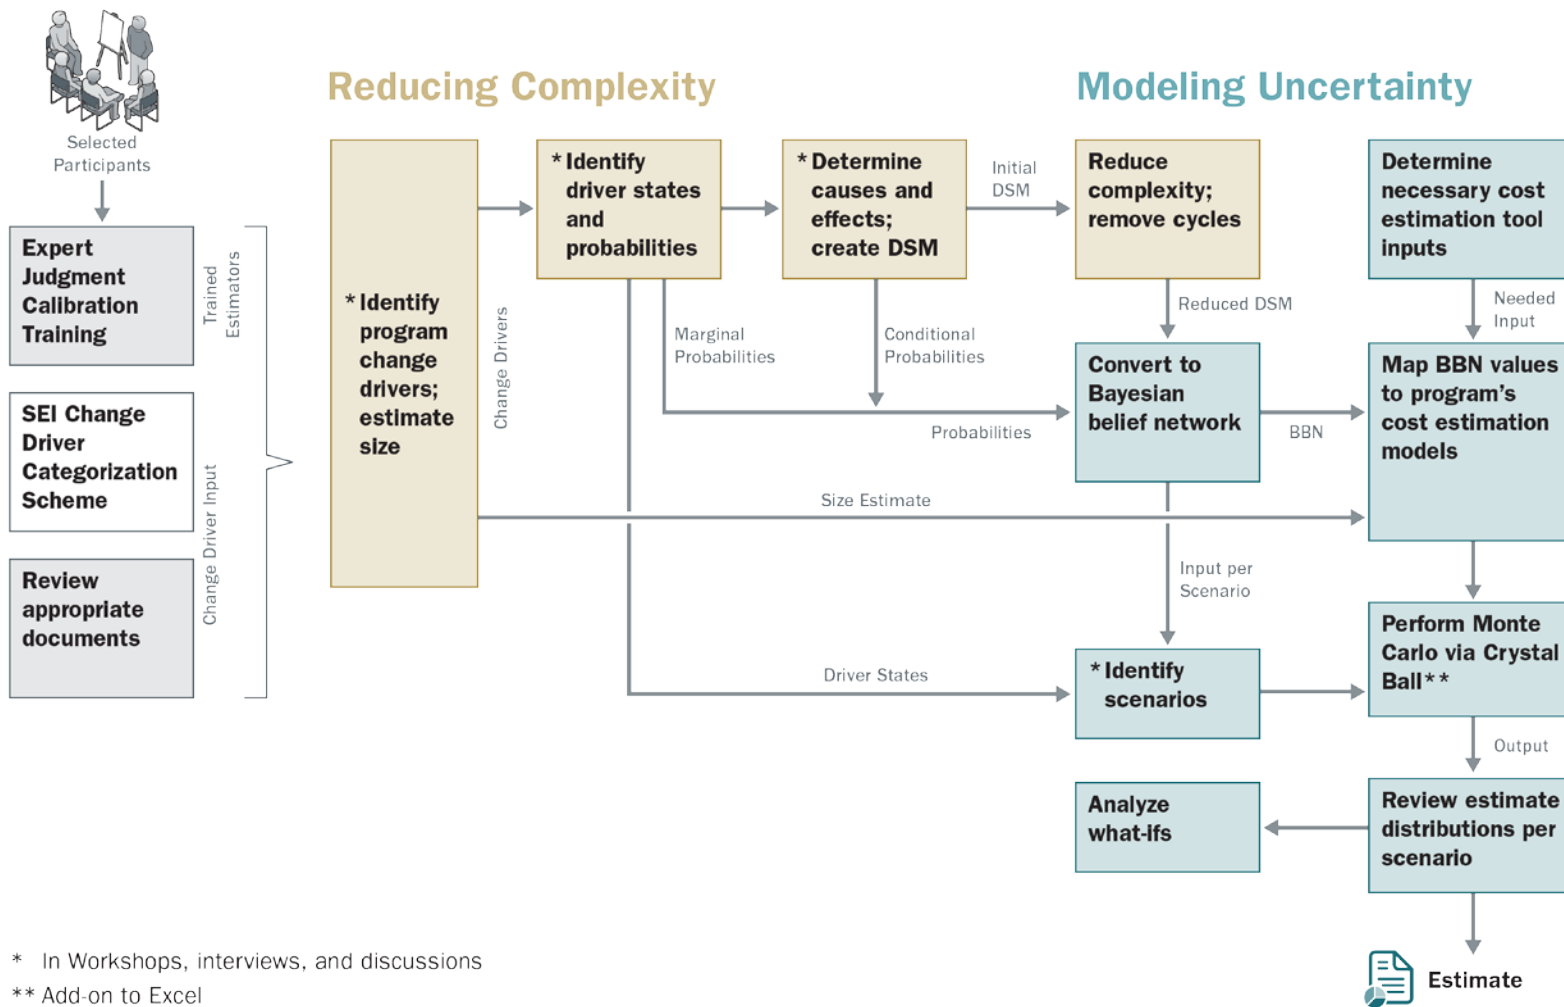 Selected
Participants
Reducing Complexity
Modeling Uncertainty
Expert
Judgment
Calibration
Training
Trained
Estimators
SEI Change
Driver
Categorization
Scheme
Review
appropriate
documents
Change Driver Input
* Identify
program
change
drivers;
estimate
size
Change Drivers
* Identify
driver states
and
probabilities
* Determine
causes and
effects;
create DSM
Initial
DSM
Reduce
complexity;
remove cycles
Determine
necessary cost
estimation tool
inputs
Marginal
Probabilities
Conditional
Probabilities
Reduced DSM
Needed
Input
Probabilities
Convert to
Bayesian
belief network
BBN
Map BBN values
to program's
cost estimation
models
Size Estimate
Input per
Scenario
Driver States
* Identify
scenarios
Perform Monte
Carlo via Crystal
Ball**
Output
Analyze
what-ifs
Review estimate
distributions per
scenario
Estimate
* In Workshops, interviews, and discussions
** Add-on to Excel